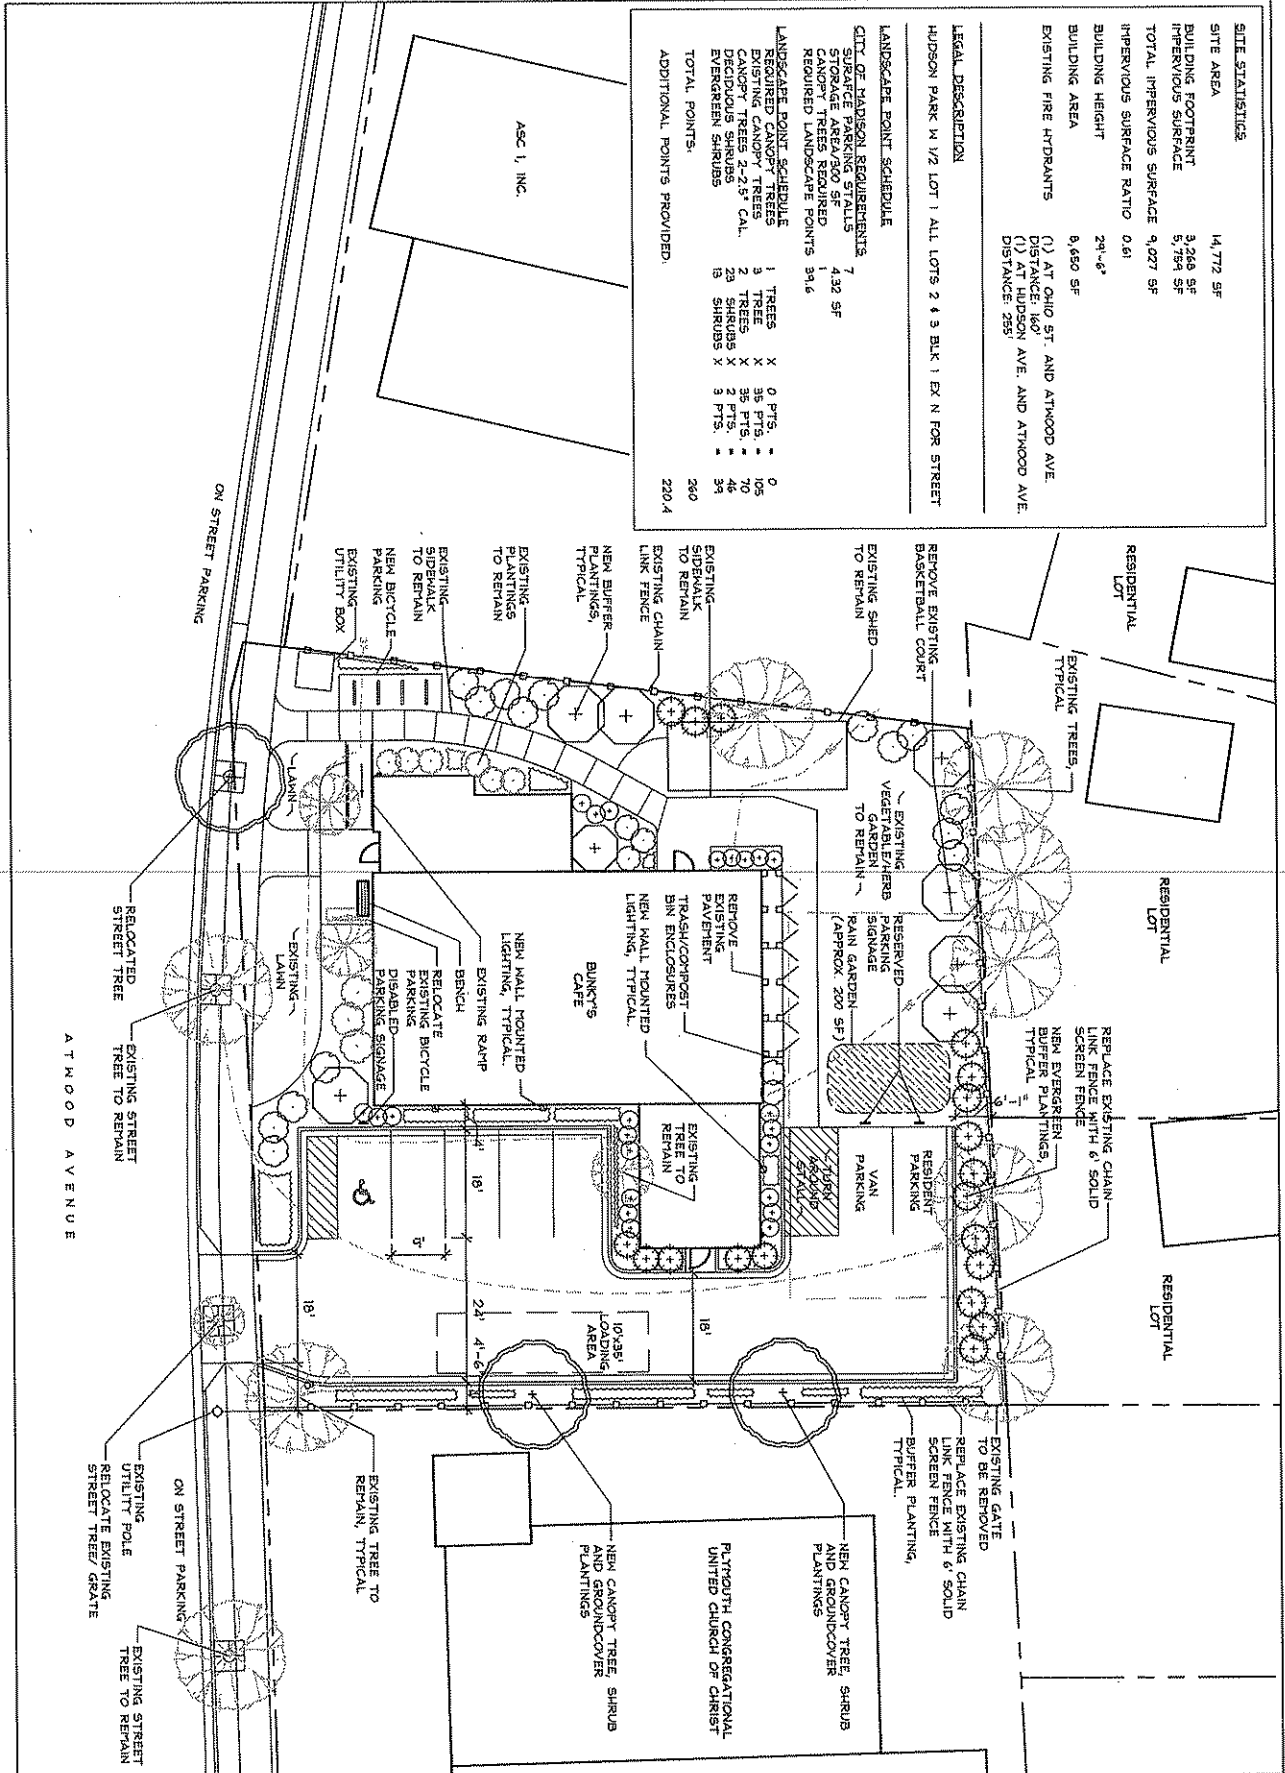 SITE STATISTICS
SITE AREA 14,772 SF
BUILDING FOOTPRINT 3,268 SF
IMPERVIOUS SURFACE 5,759 SF
TOTAL IMPERVIOUS SURFACE 9,027 SF
IMPERVIOUS SURFACE RATIO 0.61
BUILDING HEIGHT 29'-6"
BUILDING AREA 8,650 SF
EXISTING FIRE HYDRANTS (1) AT OHIO ST. AND ATWOOD AVE.
DISTANCE: 160'
(1) AT HUDSON AVE. AND ATWOOD AVE.
DISTANCE: 255'
LEGAL DESCRIPTION
HUDSON PARK W 1/2 LOT 1 ALL LOTS 2 & 3 BLK 1 EX N FOR STREET
LANDSCAPE POINT SCHEDULE
CITY OF MADISON REQUIREMENTS
SURAFCE PARKING STALLS 7
STORAGE AREA/300 SF 4.32 SF
CANOPY TREES REQUIRED 1
REQUIRED LANDSCAPE POINTS 39.6
LANDSCAPE POINT SCHEDULE
REQUIRED CANOPY TREES 1 TREES X 0 PTS. = 0
EXISTING CANOPY TREES 3 TREE X 35 PTS. = 105
CANOPY TREES 2-2.5" CAL. 2 TREES X 35 PTS. = 70
DECIDUOUS SHRUBS 23 SHRUBS X 2 PTS. = 46
EVERGREEN SHRUBS 13 SHRUBS X 3 PTS. = 39
TOTAL POINTS: 260
ADDITIONAL POINTS PROVIDED: 220.4
ASC 1, INC.
RESIDENTIAL
LOT
EXISTING TREES,
TYPICAL
RESIDENTIAL
LOT
RESIDENTIAL
LOT
REMOVE EXISTING
BASKETBALL COURT
EXISTING SHED
TO REMAIN
EXISTING
SIDEWALK
TO REMAIN
EXISTING CHAIN
LINK FENCE
NEW BUFFER
PLANTINGS,
TYPICAL
EXISTING
PLANTINGS
TO REMAIN
EXISTING
SIDEWALK
TO REMAIN
NEW BICYCLE
PARKING
EXISTING
UTILITY BOX
ON STREET PARKING
REPLACE EXISTING CHAIN
LINK FENCE WITH 6' SOLID
SCREEN FENCE
NEW EVERGREEN
BUFFER PLANTINGS,
TYPICAL
6'-1"
EXISTING
VEGETABLE/HERB
GARDEN
TO REMAIN
RESERVED
PARKING
SIGNAGE
RAIN GARDEN
(APPROX. 200 SF)
REMOVE
EXISTING
PAVEMENT
TRASH/COMPOST
BIN ENCLOSURES
NEW WALL MOUNTED
LIGHTING, TYPICAL.
BUNKY'S
CAFE
NEW WALL MOUNTED
LIGHTING, TYPICAL.
EXISTING RAMP
BENCH
RELOCATE
EXISTING BICYCLE
PARKING
DISABLED
PARKING SIGNAGE
LAWN
EXISTING
LAWN
RESIDENT
PARKING
VAN
PARKING
TURN
AROUND
STALL
EXISTING
TREE TO
REMAIN
4'
18'
9'
24'
4'-6"
18'
18'
10'x35'
LOADING
AREA
EXISTING GATE
TO BE REMOVED
REPLACE EXISTING CHAIN
LINK FENCE WITH 6' SOLID
SCREEN FENCE
BUFFER PLANTING,
TYPICAL.
NEW CANOPY TREE, SHRUB
AND GROUNDCOVER
PLANTINGS
PLYMOUTH CONGREGATIONAL
UNITED CHURCH OF CHRIST
NEW CANOPY TREE, SHRUB
AND GROUNDCOVER
PLANTINGS
EXISTING TREE TO
REMAIN, TYPICAL
RELOCATED
STREET TREE
EXISTING STREET
TREE TO REMAIN
ATWOOD AVENUE
EXISTING
UTILITY POLE
RELOCATE EXISTING
STREET TREE/ GRATE
ON STREET PARKING
EXISTING STREET
TREE TO REMAIN